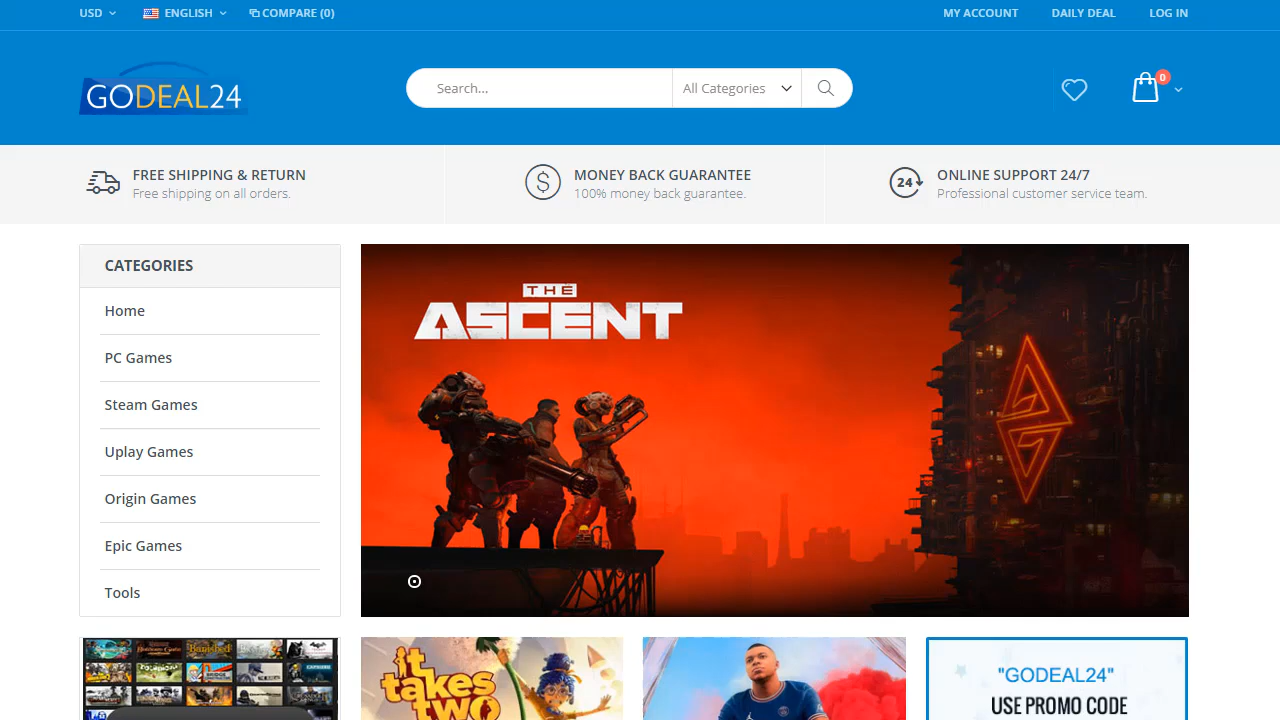 USD
ENGLISH
COMPARE (0)
MY ACCOUNT
DAILY DEAL
LOG IN
GODEAL24
Search...
All Categories
0
FREE SHIPPING & RETURN
Free shipping on all orders.
MONEY BACK GUARANTEE
100% money back guarantee.
24
ONLINE SUPPORT 24/7
Professional customer service team.
CATEGORIES
Home
PC Games
Steam Games
Uplay Games
Origin Games
Epic Games
Tools
THE
ASCENT
it
takes
two
"GODEAL24"
USE PROMO CODE